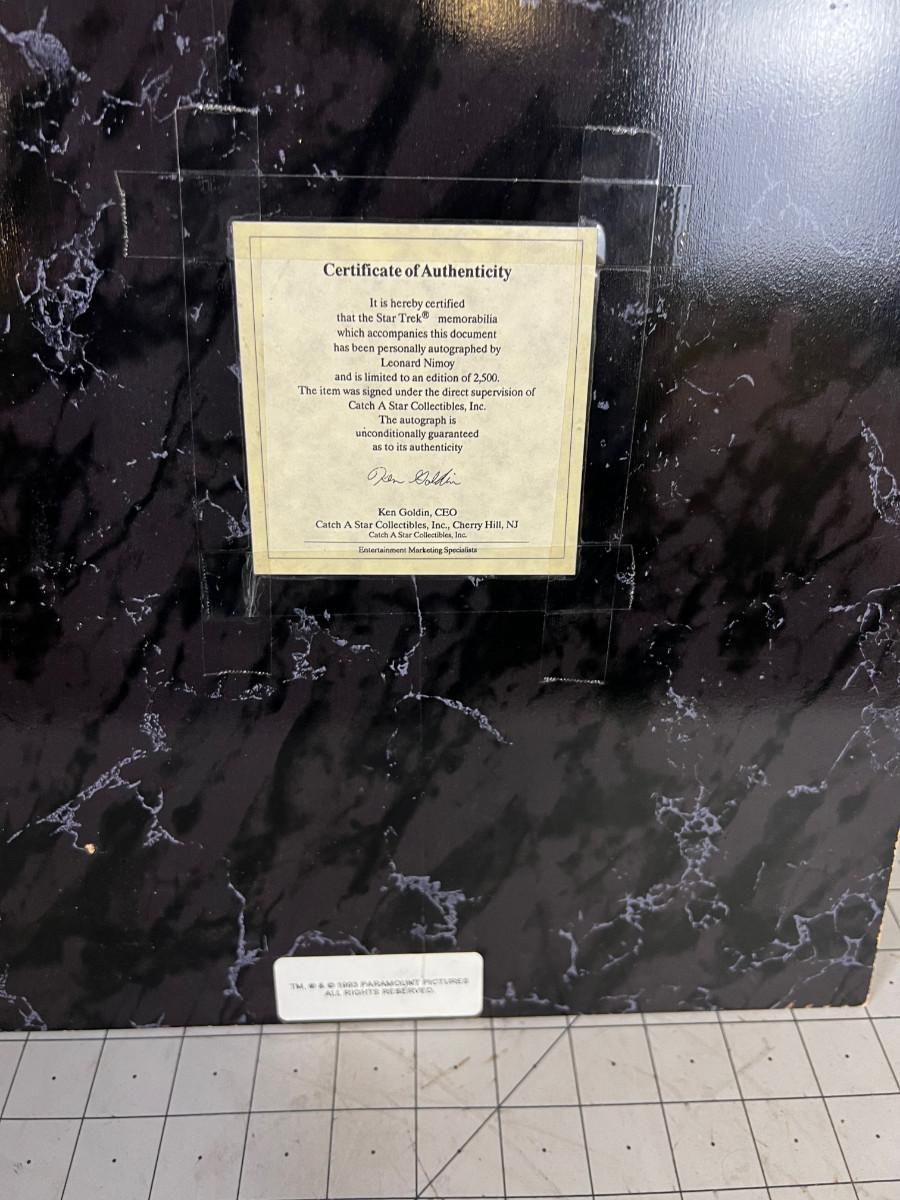 Certificate of Authenticity
It is hereby certified
that the Star Trek® memorabilia
which accompanies this document
has been personally autographed by
Leonard Nimoy
and is limited to an edition of 2,500.
The item was signed under the direct supervision of
Catch A Star Collectibles, Inc.
The autograph is
unconditionally guaranteed
as to its authenticity
Ken Goldin
Ken Goldin, CEO
Catch A Star Collectibles, Inc., Cherry Hill, NJ
Catch A Star Collectibles, Inc.
Entertainment Marketing Specialists
TM, ® & © 1993 PARAMOUNT PICTURES
ALL RIGHTS RESERVED.